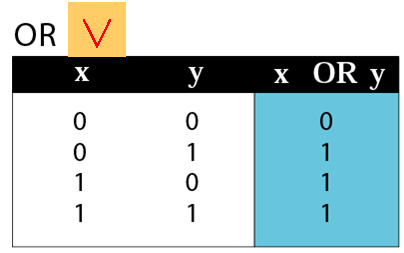 OR ∨
x y x OR y
0 0 0
0 1 1
1 0 1
1 1 1